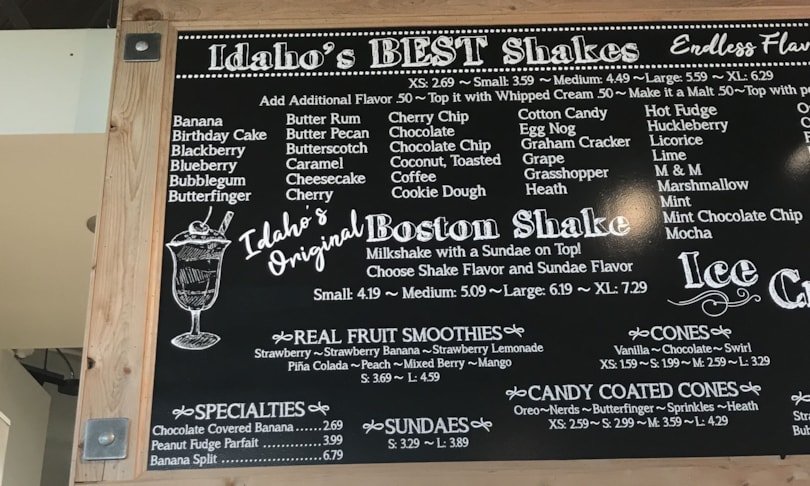 Idaho's BEST Shakes
Endless
XS: 2.69 ~ Small: 3.59 ~ Medium: 4.49 ~ Large: 5.59 ~ XL: 6.29
Add Additional Flavor .50 ~ Top it with Whipped Cream .50 ~ Make it a Malt .50 ~ Top with
Banana
Birthday Cake
Blackberry
Blueberry
Bubblegum
Butterfinger
Butter Rum
Butter Pecan
Butterscotch
Caramel
Cheesecake
Cherry
Cherry Chip
Chocolate
Chocolate Chip
Coconut, Toasted
Coffee
Cookie Dough
Cotton Candy
Egg Nog
Graham Cracker
Grape
Grasshopper
Heath
Hot Fudge
Huckleberry
Licorice
Lime
M & M
Marshmallow
Mint
Mint Chocolate Chip
Mocha
Idaho's
Original
Boston Shake
Milkshake with a Sundae on Top!
Choose Shake Flavor and Sundae Flavor
Small: 4.19 ~ Medium: 5.09 ~ Large: 6.19 ~ XL: 7.29
Ice
REAL FRUIT SMOOTHIES
Strawberry ~ Strawberry Banana ~ Strawberry Lemonade
Piña Colada ~ Peach ~ Mixed Berry ~ Mango
S: 3.69 ~ L: 4.59
CONES
Vanilla ~ Chocolate ~ Swirl
XS: 1.59 ~ S: 1.99 ~ M: 2.59 ~ L: 3.29
CANDY COATED CONES
Oreo ~ Nerds ~ Butterfinger ~ Sprinkles ~ Heath
XS: 2.59 ~ S: 2.99 ~ M: 3.59 ~ L: 4.29
SPECIALTIES
Chocolate Covered Banana ...... 2.69
Peanut Fudge Parfait ................ 3.99
Banana Split ........................ 6.79
SUNDAES
S: 3.29 ~ L: 3.89